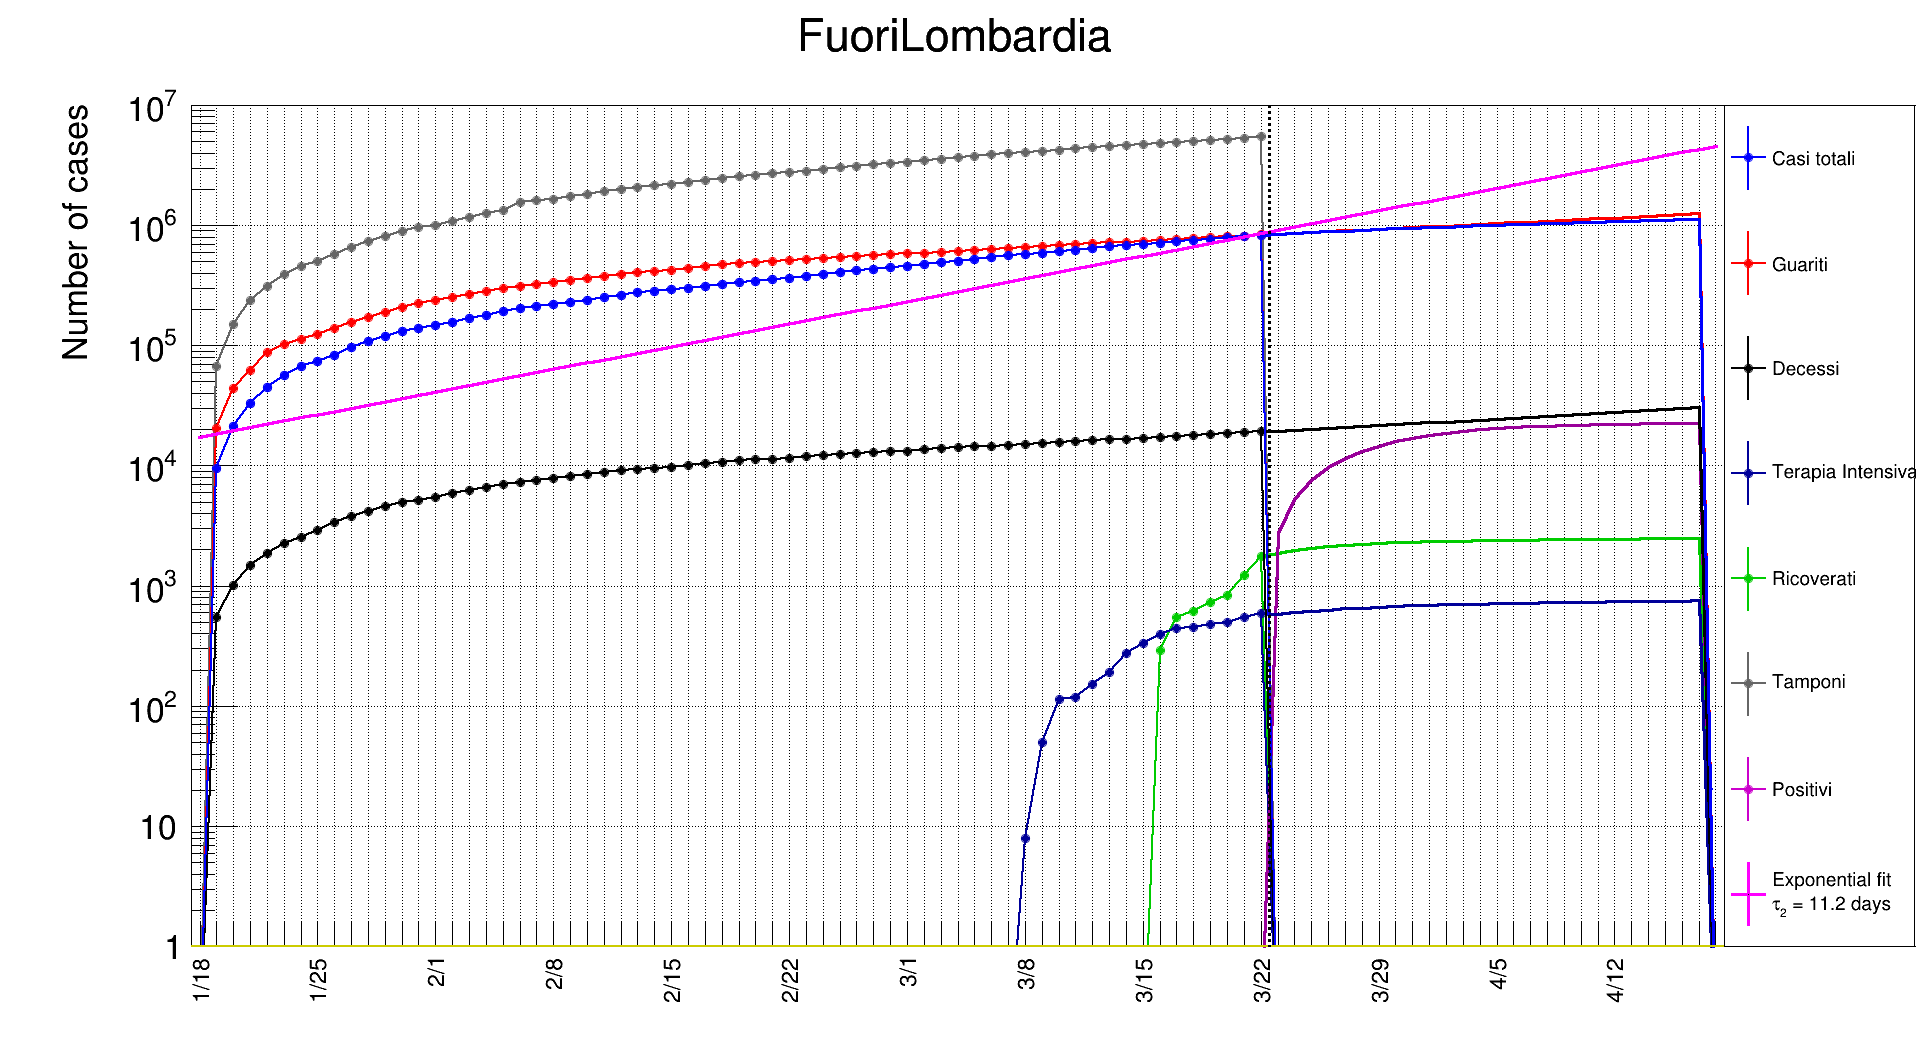 FuoriLombardia
Number of cases
10^7
10^6
10^5
10^4
10^3
10^2
10
1
1/18
1/25
2/1
2/8
2/15
2/22
3/1
3/8
3/15
3/22
3/29
4/5
4/12
Casi totali
Guariti
Decessi
Terapia Intensiva
Ricoverati
Tamponi
Positivi
Exponential fit
τ₂ = 11.2 days